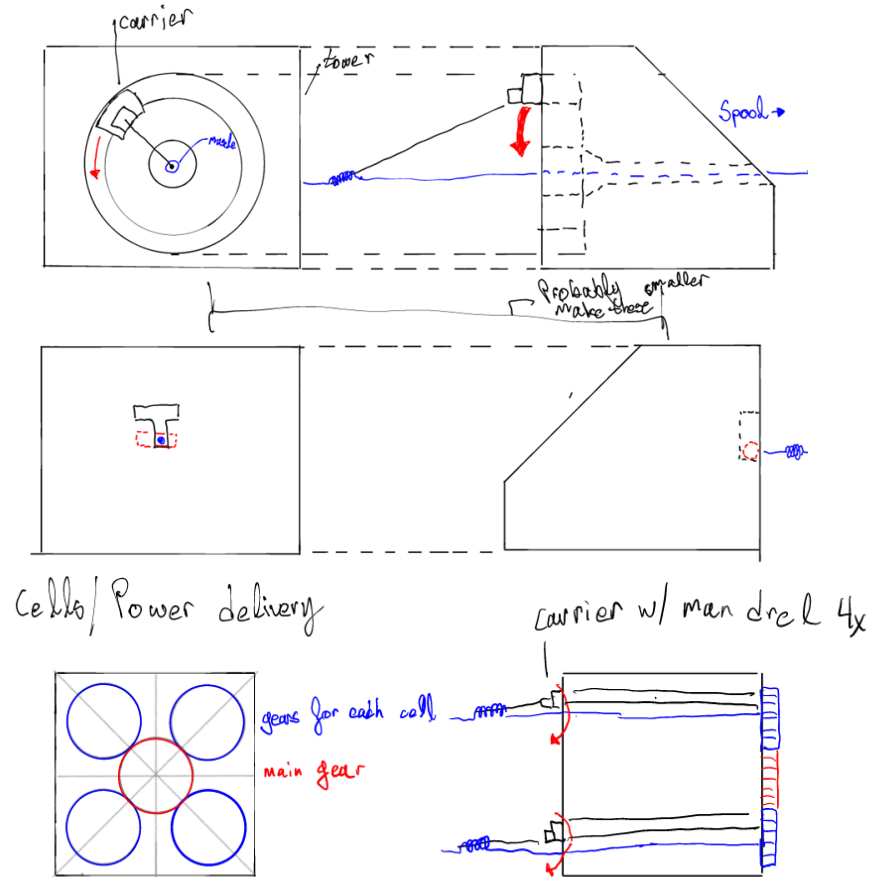 carrier
tower
muscle
Spool
Probably smaller
make these
Cells/Power delivery
Carrier w/ mandrel 4x
gears for each cell
main gear